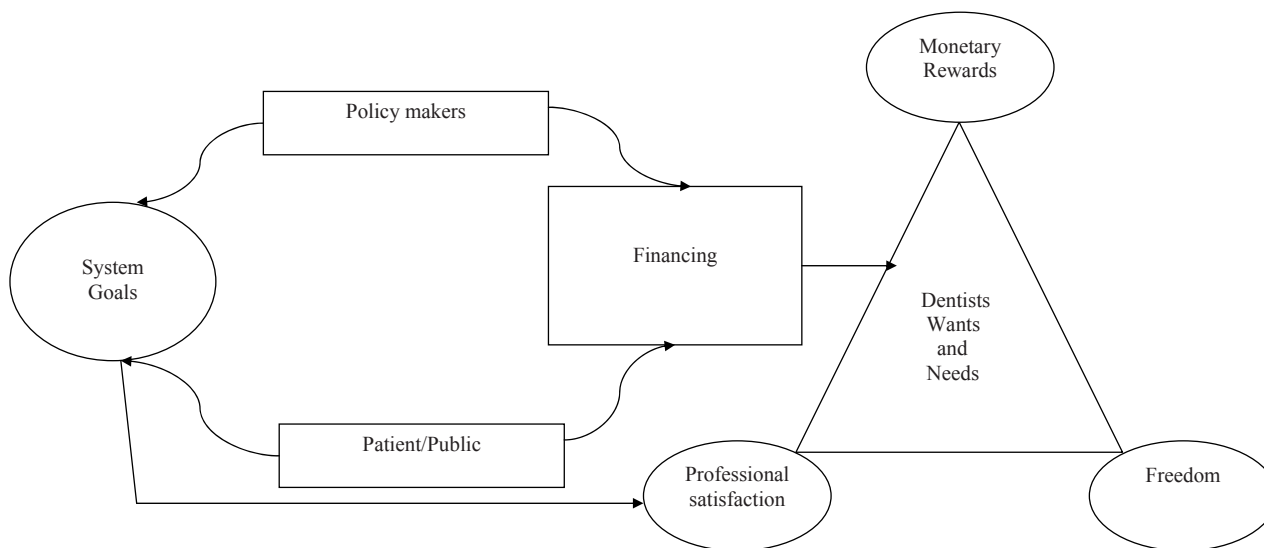 Monetary
Rewards
Policy makers
Financing
System
Goals
Dentists
Wants
and
Needs
Patient/Public
Professional
satisfaction
Freedom